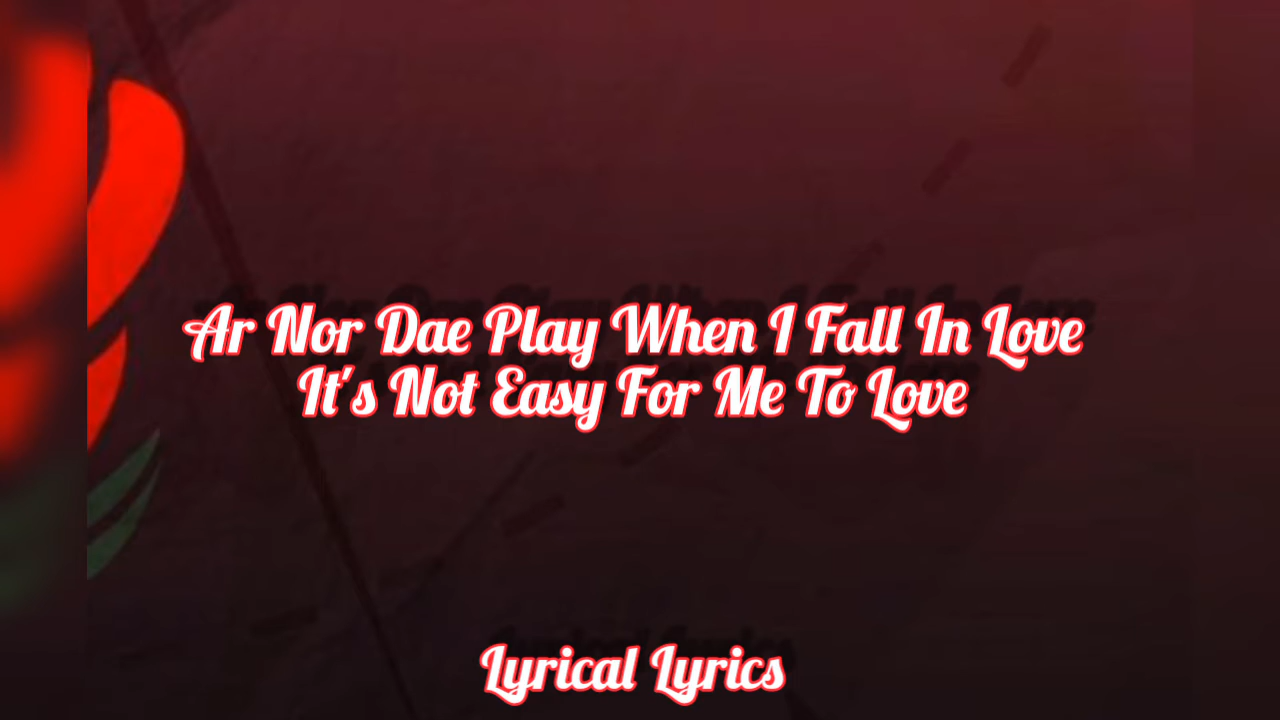 Ar Nor Dae Play When I Fall In Love
It's Not Easy For Me To Love
Lyrical Lyrics